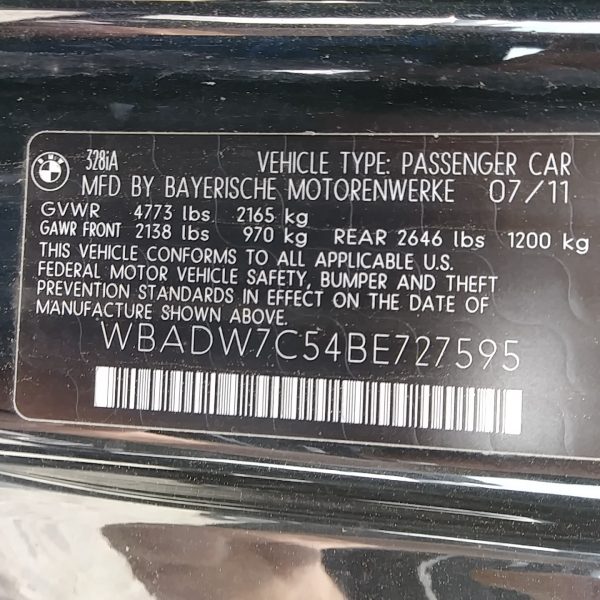 BMW
328iA VEHICLE TYPE: PASSENGER CAR
MFD BY BAYERISCHE MOTORENWERKE 07/11
GVWR 4773 lbs 2165 kg
GAWR FRONT 2138 lbs 970 kg REAR 2646 lbs 1200 kg
THIS VEHICLE CONFORMS TO ALL APPLICABLE U.S.
FEDERAL MOTOR VEHICLE SAFETY, BUMPER AND THEFT
PREVENTION STANDARDS IN EFFECT ON THE DATE OF
MANUFACTURE SHOWN ABOVE.
WBADW7C54BE727595